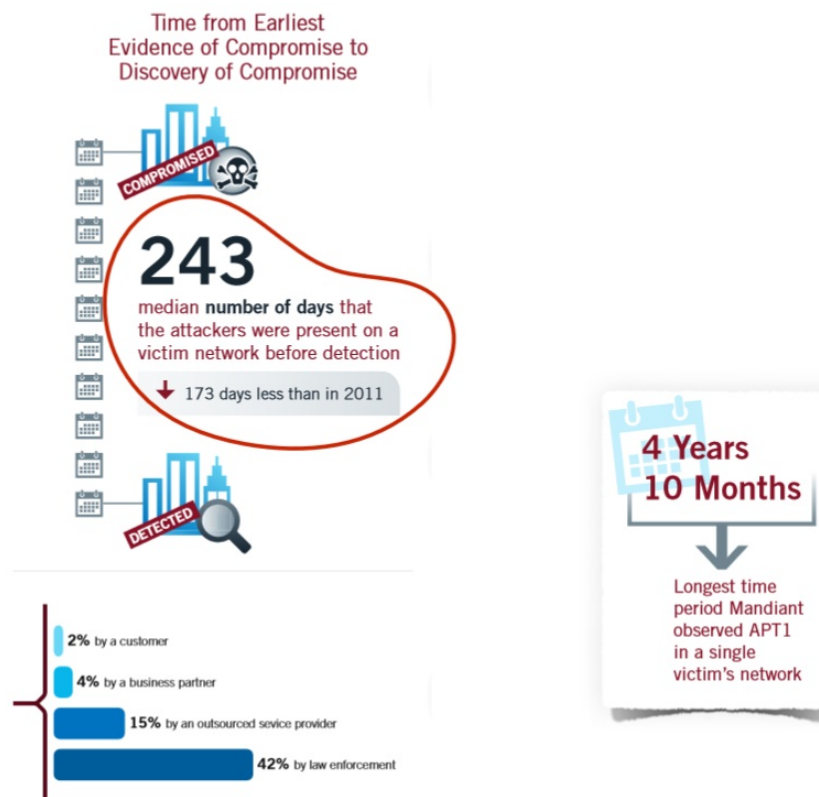 Time from Earliest
Evidence of Compromise to
Discovery of Compromise
COMPROMISED
243
median number of days that
the attackers were present on a
victim network before detection
173 days less than in 2011
DETECTED
2% by a customer
4% by a business partner
15% by an outsourced sevice provider
42% by law enforcement
4 Years
10 Months
Longest time
period Mandiant
observed APT1
in a single
victim's network